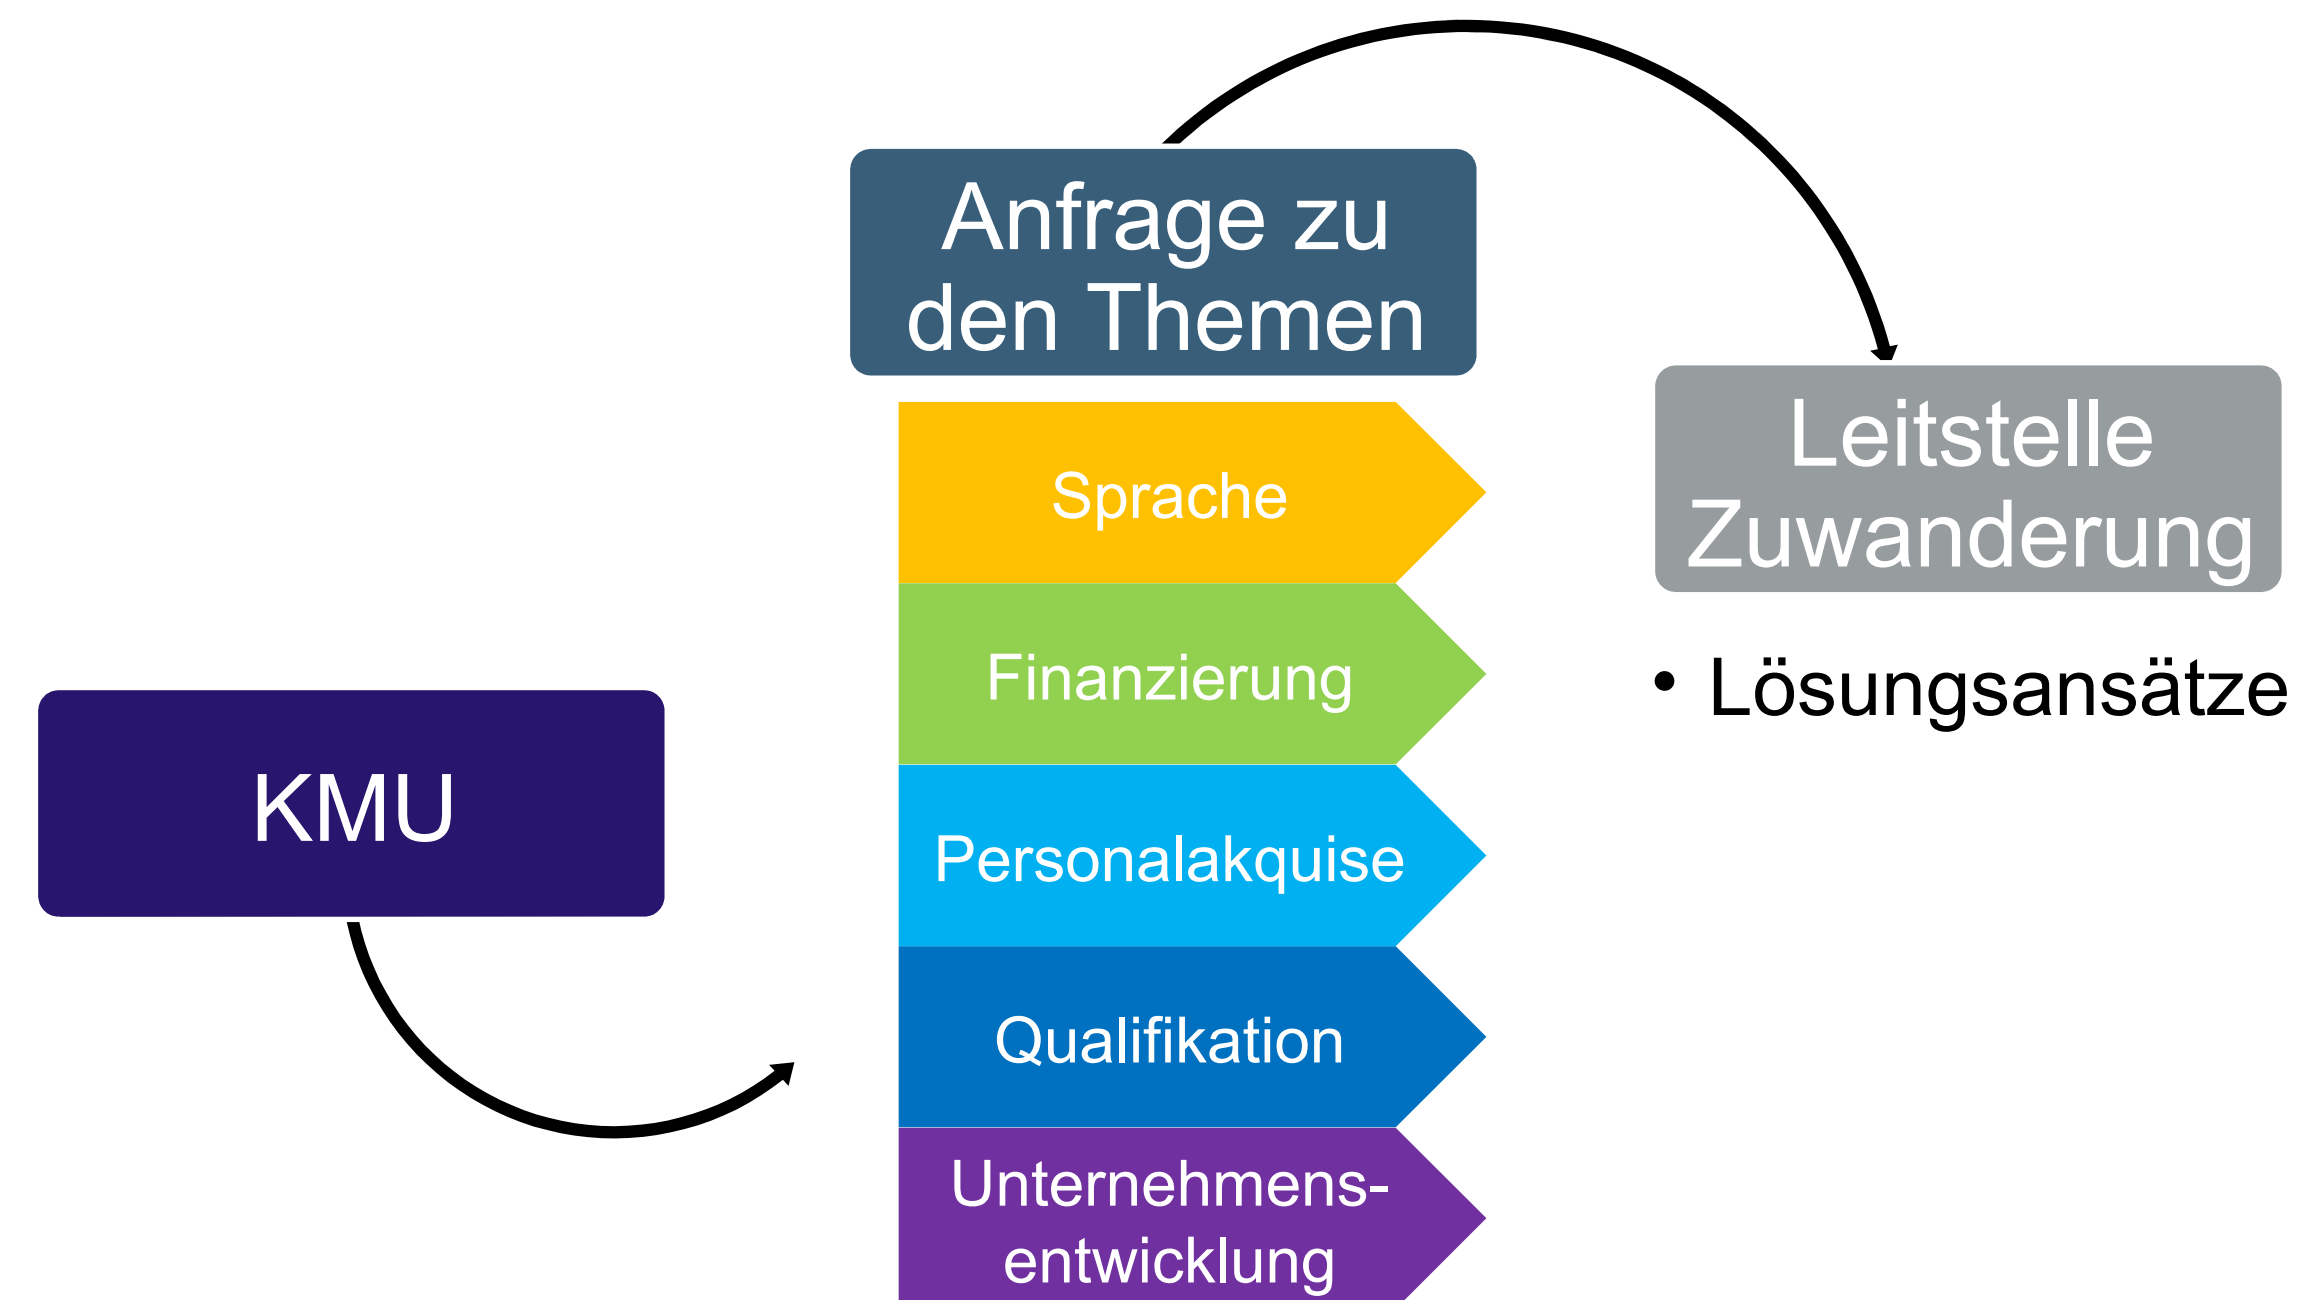 KMU
Anfrage zu
den Themen
Sprache
Finanzierung
Personalakquise
Qualifikation
Unternehmens-
entwicklung
Leitstelle
Zuwanderung
• Lösungsansätze